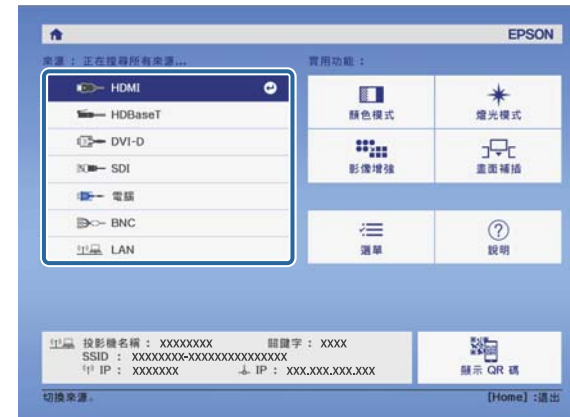 EPSON
來源 : 正在搜尋所有來源...
HDMI
HDBaseT
DVI-D
SDI
電腦
BNC
LAN
實用功能 :
顏色模式
燈光模式
影像增強
畫面補插
選單
說明
投影機名稱 : XXXXXXXX 關鍵字 : XXXX
SSID : XXXXXXXX-XXXXXXXXXXXXXXX
IP : XXXXXXX IP : XXX.XXX.XXX.XXX
顯示 QR 碼
切換來源。
[Home] :退出